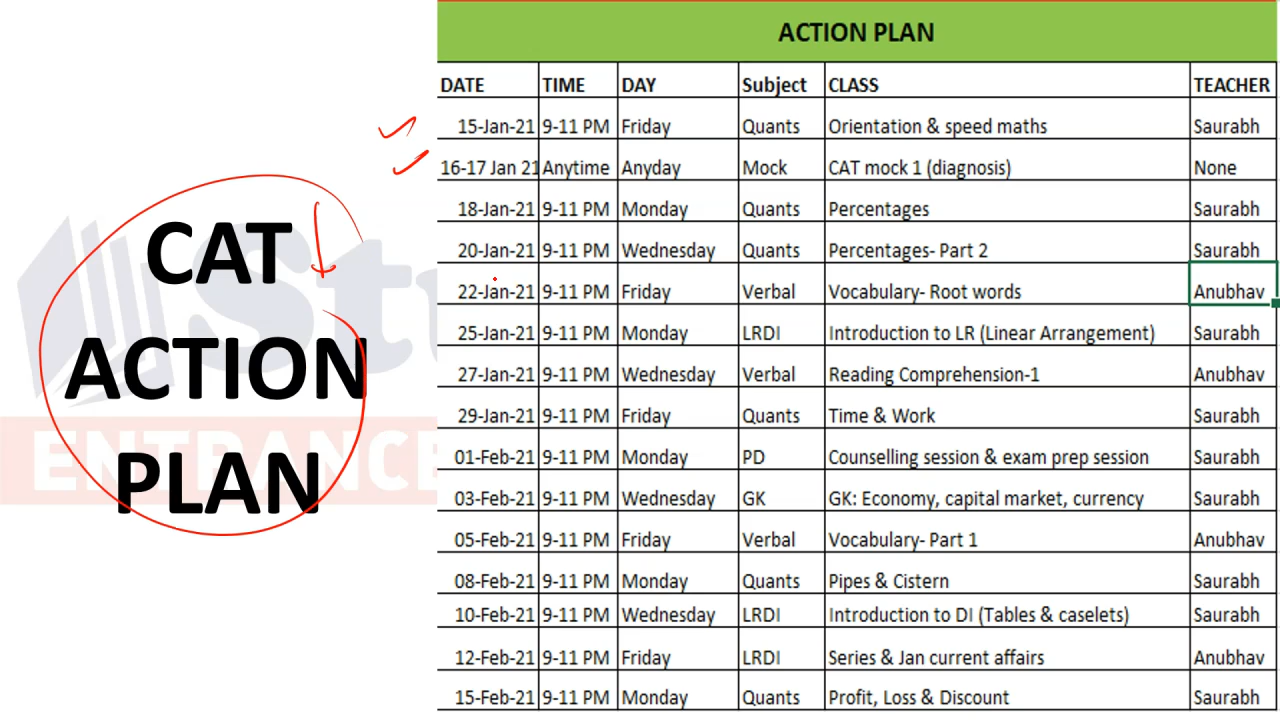 CAT
ACTION
PLAN
Stu
ENTRANCE
ACTION PLAN
DATE TIME DAY Subject CLASS TEACHER
15-Jan-21 9-11 PM Friday Quants Orientation & speed maths Saurabh
16-17 Jan 21 Anytime Anyday Mock CAT mock 1 (diagnosis) None
18-Jan-21 9-11 PM Monday Quants Percentages Saurabh
20-Jan-21 9-11 PM Wednesday Quants Percentages- Part 2 Saurabh
22-Jan-21 9-11 PM Friday Verbal Vocabulary- Root words Anubhav
25-Jan-21 9-11 PM Monday LRDI Introduction to LR (Linear Arrangement) Saurabh
27-Jan-21 9-11 PM Wednesday Verbal Reading Comprehension-1 Anubhav
29-Jan-21 9-11 PM Friday Quants Time & Work Saurabh
01-Feb-21 9-11 PM Monday PD Counselling session & exam prep session Saurabh
03-Feb-21 9-11 PM Wednesday GK GK: Economy, capital market, currency Saurabh
05-Feb-21 9-11 PM Friday Verbal Vocabulary- Part 1 Anubhav
08-Feb-21 9-11 PM Monday Quants Pipes & Cistern Saurabh
10-Feb-21 9-11 PM Wednesday LRDI Introduction to DI (Tables & caselets) Saurabh
12-Feb-21 9-11 PM Friday LRDI Series & Jan current affairs Anubhav
15-Feb-21 9-11 PM Monday Quants Profit, Loss & Discount Saurabh